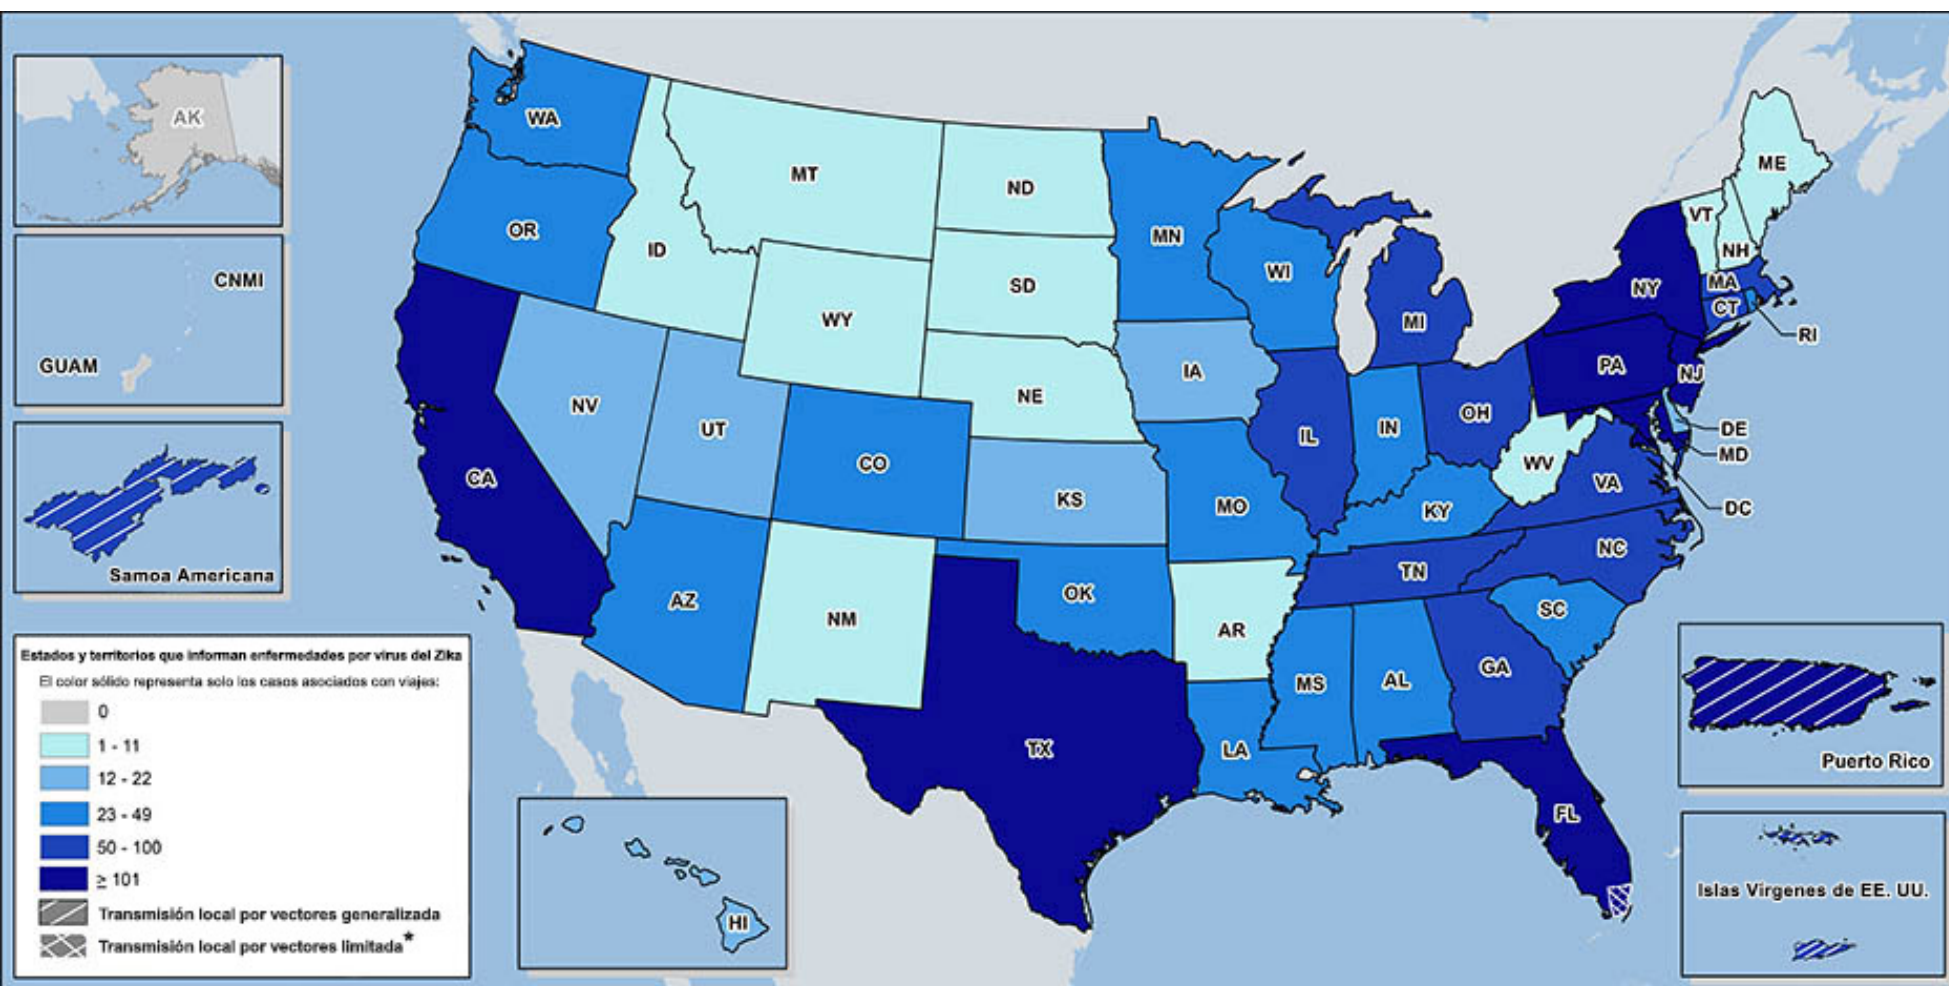 AK
CNMI
GUAM
Samoa Americana
Estados y territorios que informan enfermedades por virus del Zika
El color sólido representa solo los casos asociados con viajes:
0
1 - 11
12 - 22
23 - 49
50 - 100
≥ 101
Transmisión local por vectores generalizada
Transmisión local por vectores limitada*
WA
OR
CA
ID
NV
MT
WY
UT
AZ
CO
NM
ND
SD
NE
KS
OK
TX
MN
IA
MO
AR
LA
WI
IL
MI
IN
OH
KY
TN
MS
AL
GA
FL
SC
NC
VA
WV
PA
NY
NJ
VT
NH
ME
MA
CT
RI
DE
MD
DC
HI
Puerto Rico
Islas Vírgenes de EE. UU.